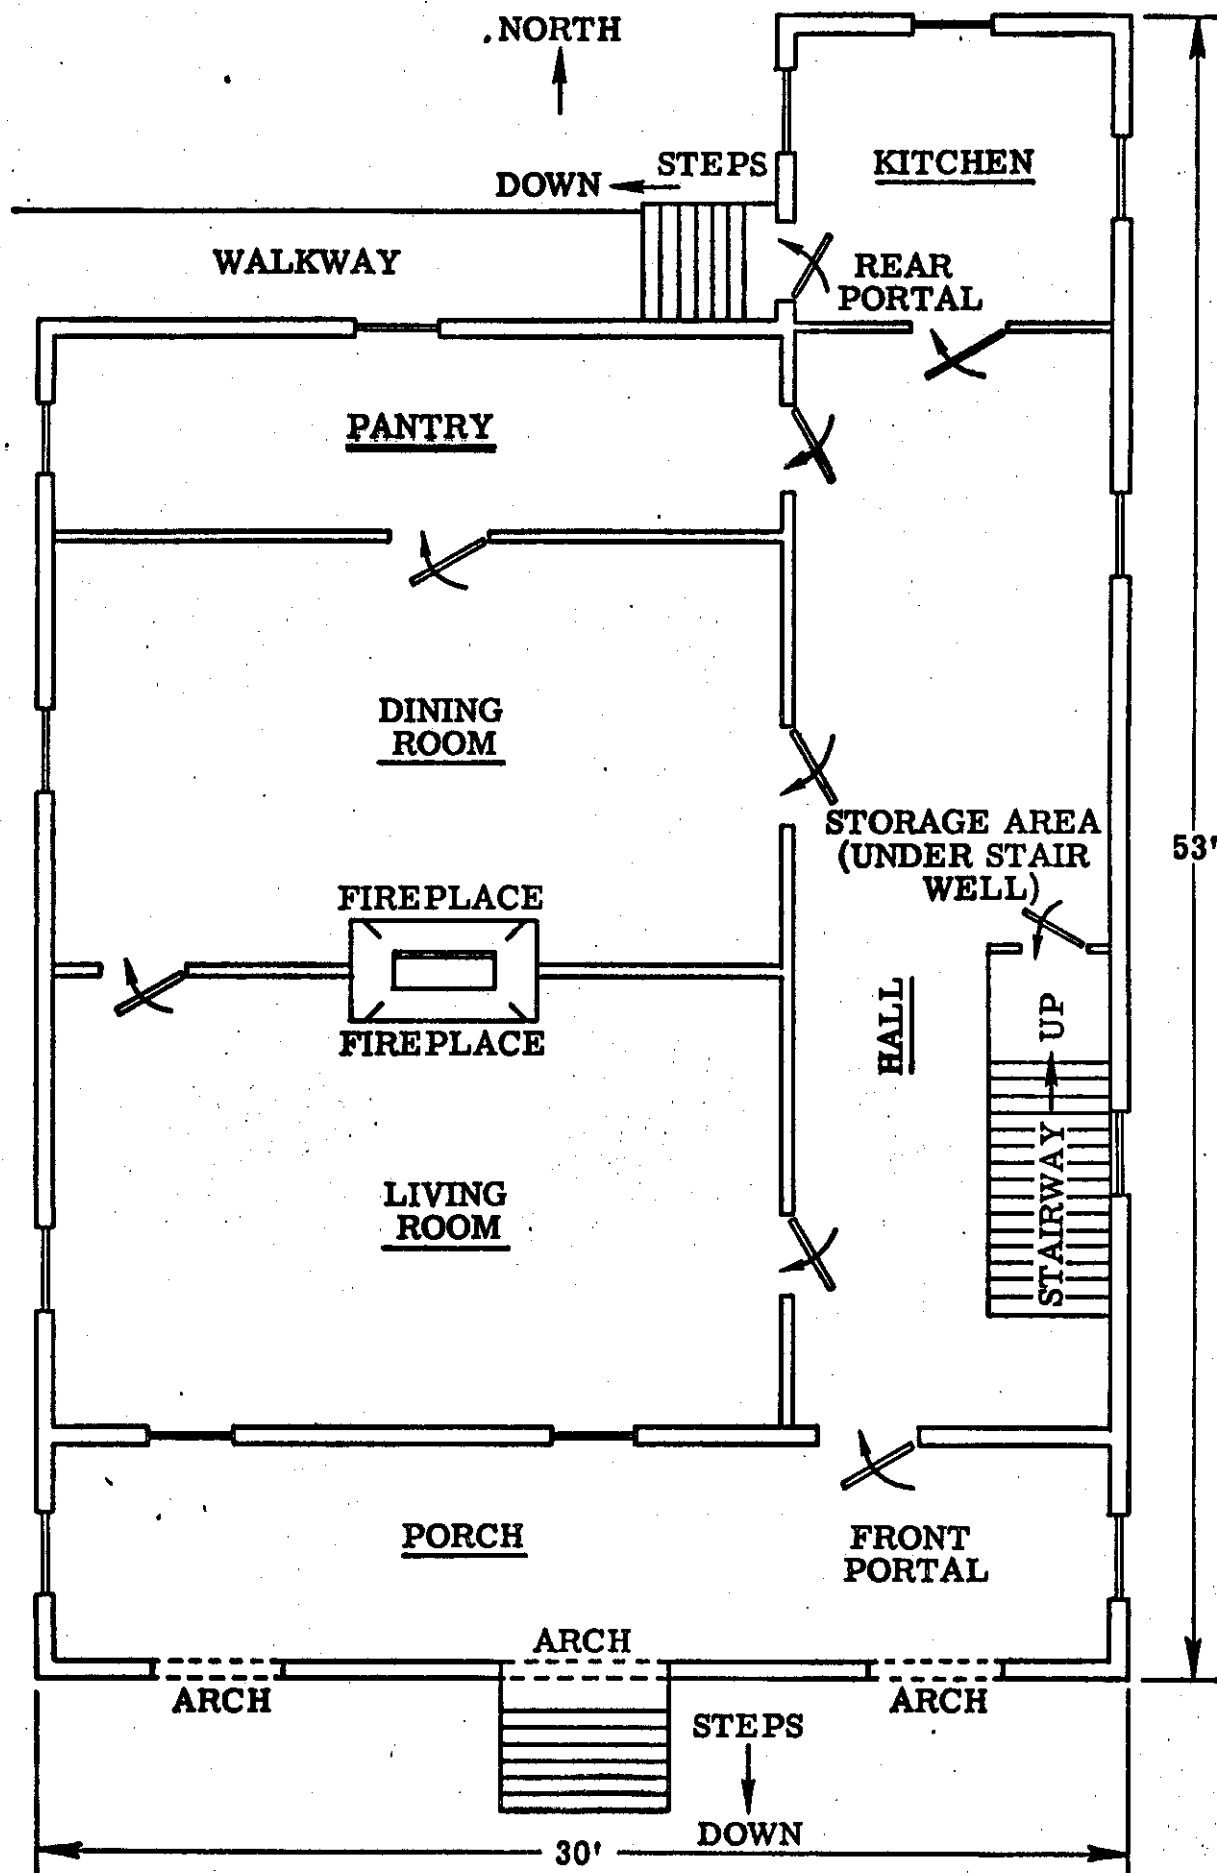 NORTH
STEPS
DOWN
KITCHEN
WALKWAY
REAR
PORTAL
PANTRY
DINING
ROOM
STORAGE AREA
(UNDER STAIR
WELL)
53'
FIREPLACE
FIREPLACE
HALL
UP
STAIRWAY
LIVING
ROOM
PORCH
FRONT
PORTAL
ARCH
ARCH
ARCH
STEPS
DOWN
30'